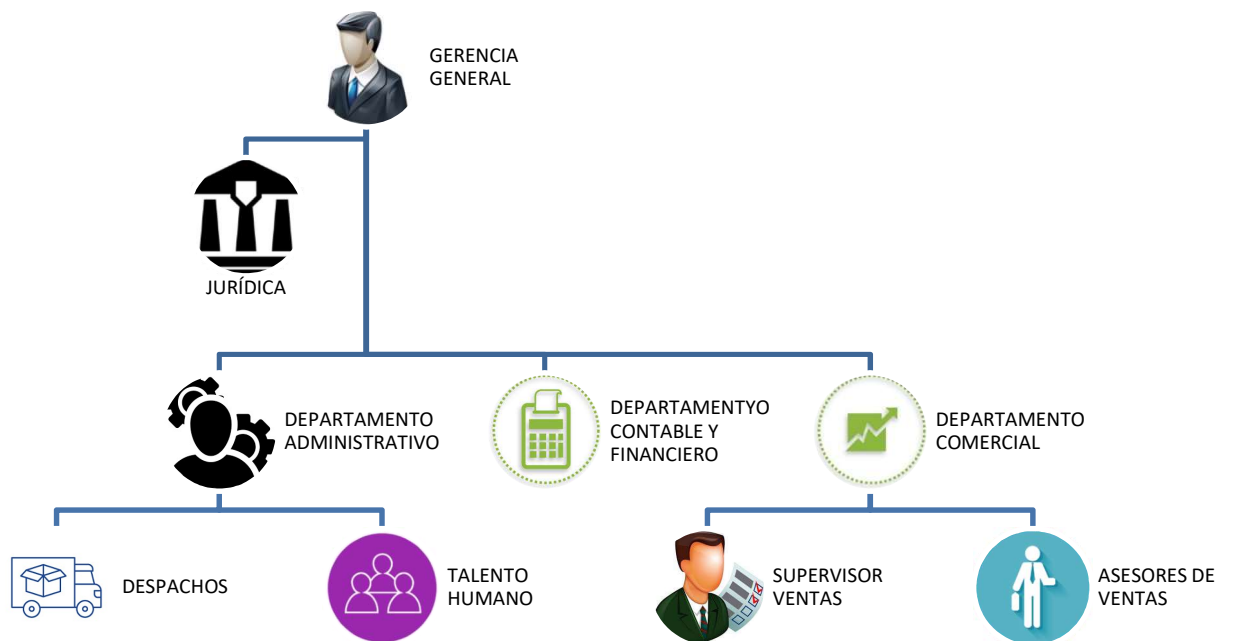 GERENCIA
GENERAL
JURÍDICA
DEPARTAMENTO
ADMINISTRATIVO
DEPARTAMENTYO
CONTABLE Y
FINANCIERO
DEPARTAMENTO
COMERCIAL
DESPACHOS
TALENTO
HUMANO
SUPERVISOR
VENTAS
ASESORES DE
VENTAS